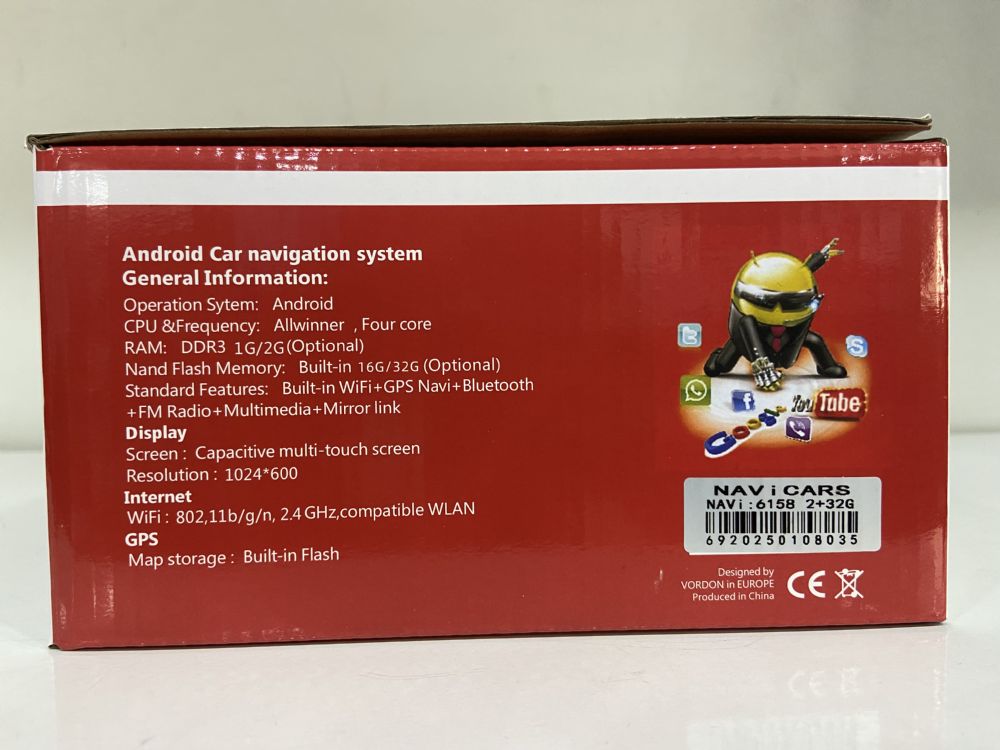 Android Car navigation system
General Information:
Operation Sytem: Android
CPU &Frequency: Allwinner , Four core
RAM: DDR3 1G/2G(Optional)
Nand Flash Memory: Built-in 16G/32G (Optional)
Standard Features: Built-in WiFi+GPS Navi+Bluetooth
+FM Radio+Multimedia+Mirror link
Display
Screen : Capacitive multi-touch screen
Resolution : 1024*600
Internet
WiFi : 802,11b/g/n, 2.4 GHz,compatible WLAN
GPS
Map storage : Built-in Flash
You Tube
Google
NAV i CARS
NAVi :6158 2+32G
6920250108035
Designed by
VORDON in EUROPE
Produced in China
CE